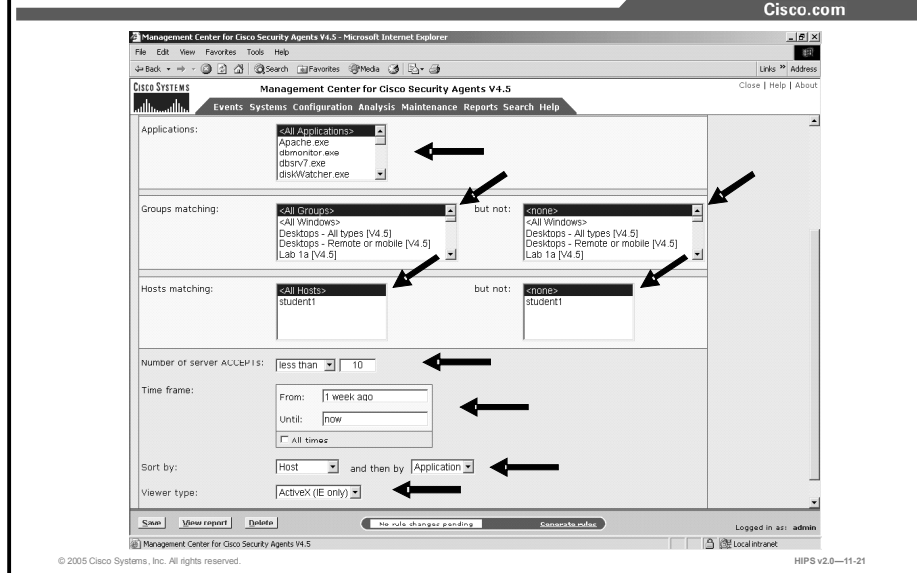 Cisco.com
Management Center for Cisco Security Agents V4.5 - Microsoft Internet Explorer
File Edit View Favorites Tools Help
Back Search Favorites Media Links » Address
CISCO SYSTEMS
Management Center for Cisco Security Agents V4.5
Close | Help | About
Events Systems Configuration Analysis Maintenance Reports Search Help
Applications:
<All Applications>
Apache.exe
dbmonitor.exe
dbsrv7.exe
diskWatcher.exe
Groups matching:
<All Groups>
<All Windows>
Desktops - All types [V4.5]
Desktops - Remote or mobile [V4.5]
Lab 1a [V4.5]
but not:
<none>
<All Windows>
Desktops - All types [V4.5]
Desktops - Remote or mobile [V4.5]
Lab 1a [V4.5]
Hosts matching:
<All Hosts>
student1
but not:
<none>
student1
Number of server ACCEPTs: less than 10
Time frame:
From: 1 week ago
Until: now
All times
Sort by: Host and then by Application
Viewer type: ActiveX (IE only)
Save View report Delete No rule changes pending Generate rules Logged in as: admin
Management Center for Cisco Security Agents V4.5 Local intranet
© 2005 Cisco Systems, Inc. All rights reserved. HIPS v2.0—11-21